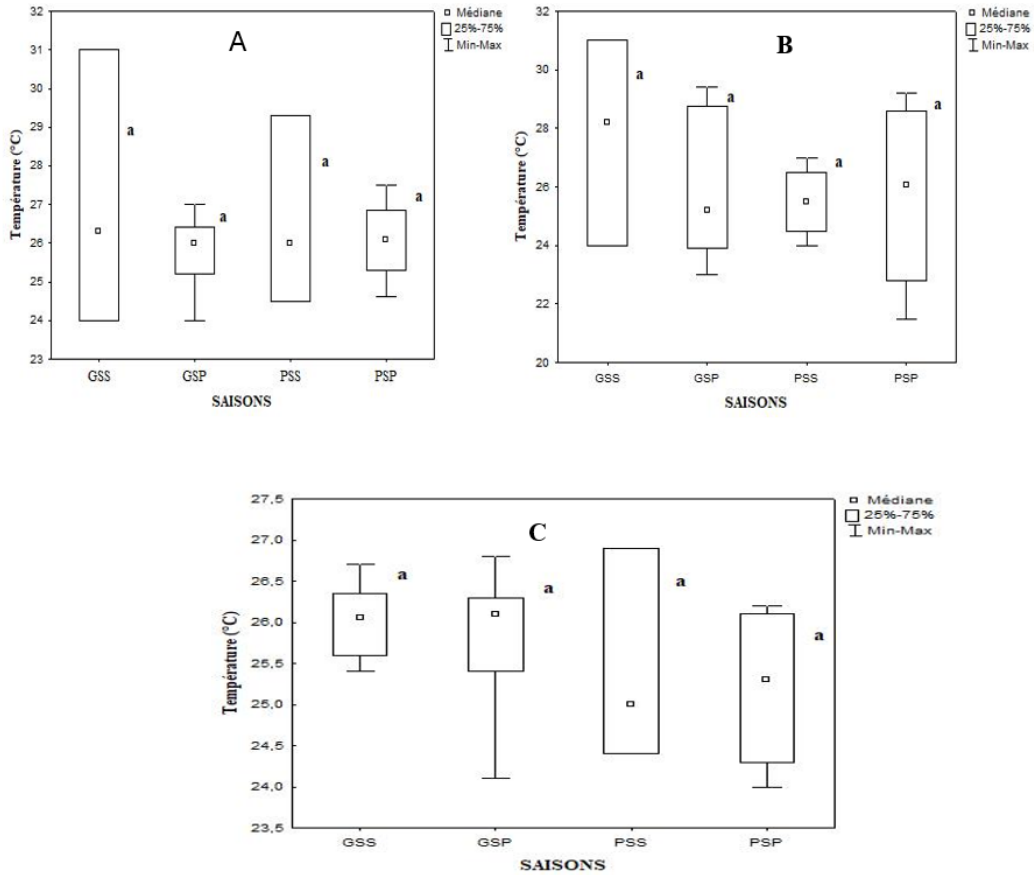 A
Température (°C)
32
31
30
29
28
27
26
25
24
23
a
a
a
a
GSS GSP PSS PSP
SAISONS
Médiane
25%-75%
Min-Max
B
Température (°C)
32
30
28
26
24
22
20
a
a
a
a
GSS GSP PSS PSP
SAISONS
Médiane
25%-75%
Min-Max
C
Température (°C)
27,5
27,0
26,5
26,0
25,5
25,0
24,5
24,0
23,5
a
a
a
a
GSS GSP PSS PSP
SAISONS
Médiane
25%-75%
Min-Max